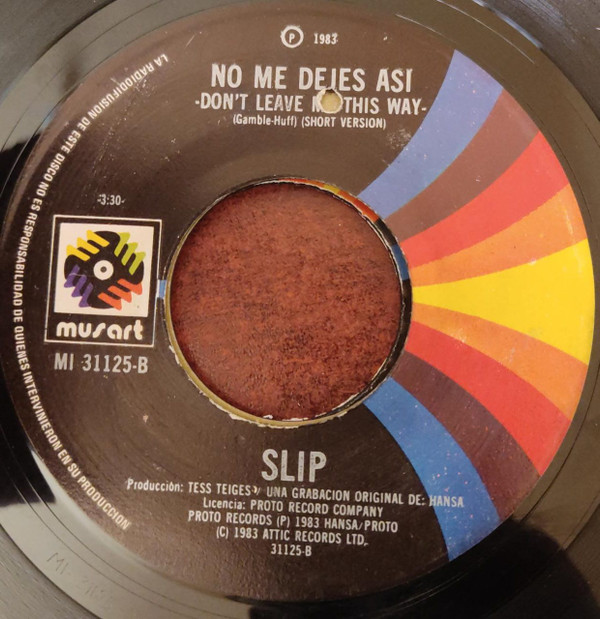 ℗ 1983
NO ME DEJES ASI
-DON'T LEAVE THIS WAY-
(Gamble-Huff) (SHORT VERSION)
LA RADIODIFUSION DE ESTE DISCO NO ES RESPONSABILIDAD DE QUIENES INTERVINIERON EN SU PRODUCCION
-3:30-
musart
MI 31125-B
SLIP
Producción: TESS TEIGES / UNA GRABACION ORIGINAL DE: HANSA
Licencia: PROTO RECORD COMPANY
PROTO RECORDS (P) 1983 HANSA/PROTO
(C) 1983 ATTIC RECORDS LTD.
31125-B